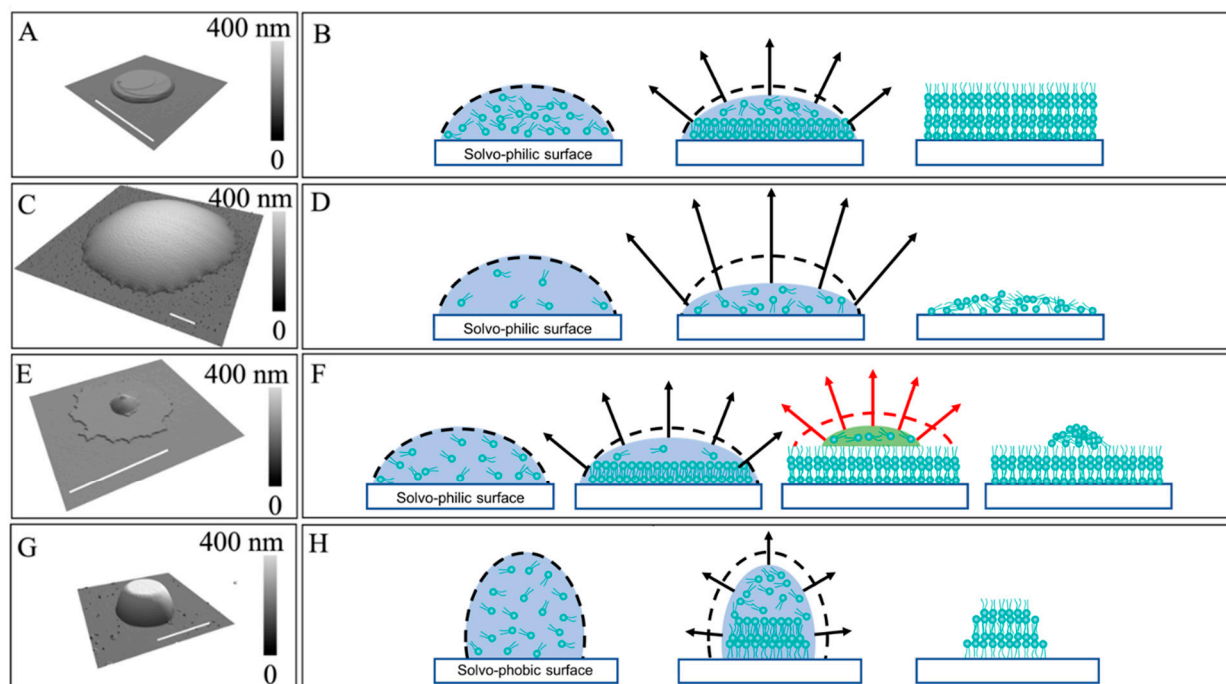 A
400 nm
0
B
Solvo-philic surface
C
400 nm
0
D
Solvo-philic surface
E
400 nm
0
F
Solvo-philic surface
G
400 nm
0
H
Solvo-phobic surface